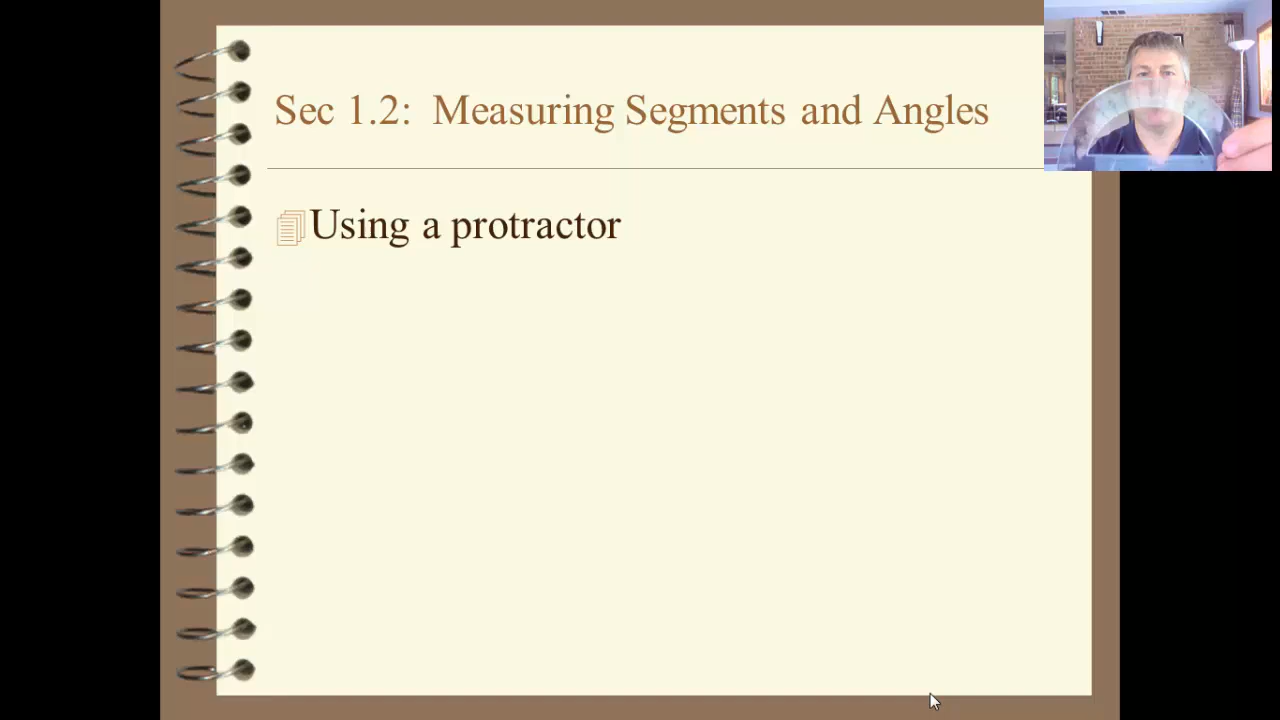 Sec 1.2: Measuring Segments and Angles
Using a protractor